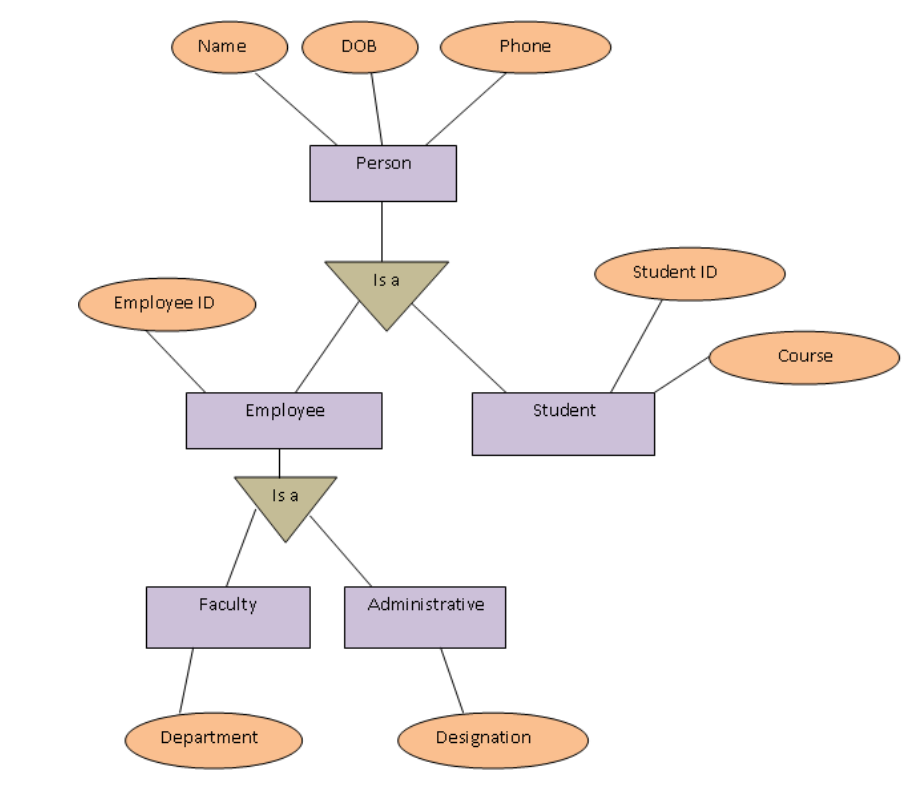 Name
DOB
Phone
Person
Is a
Student ID
Employee ID
Course
Employee
Student
Is a
Faculty
Administrative
Department
Designation